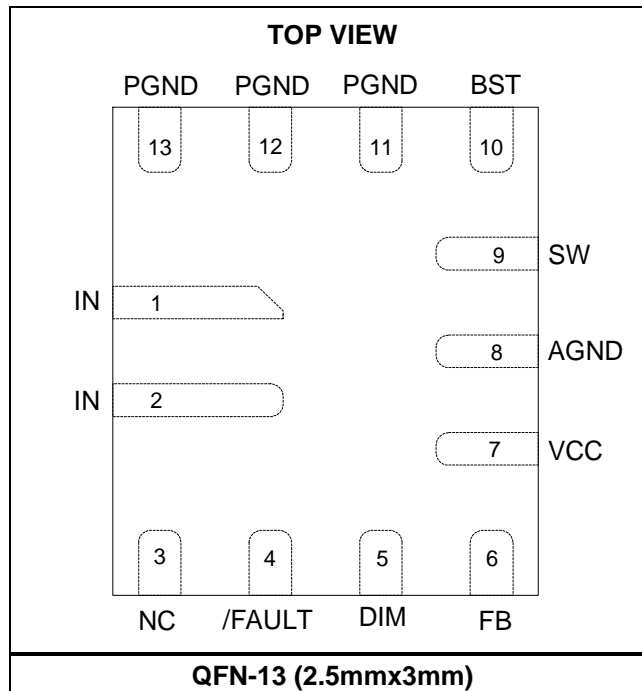 TOP VIEW
PGND PGND PGND BST
13 12 11 10
9 SW
IN 1
8 AGND
IN 2
7 VCC
3 4 5 6
NC /FAULT DIM FB
QFN-13 (2.5mmx3mm)